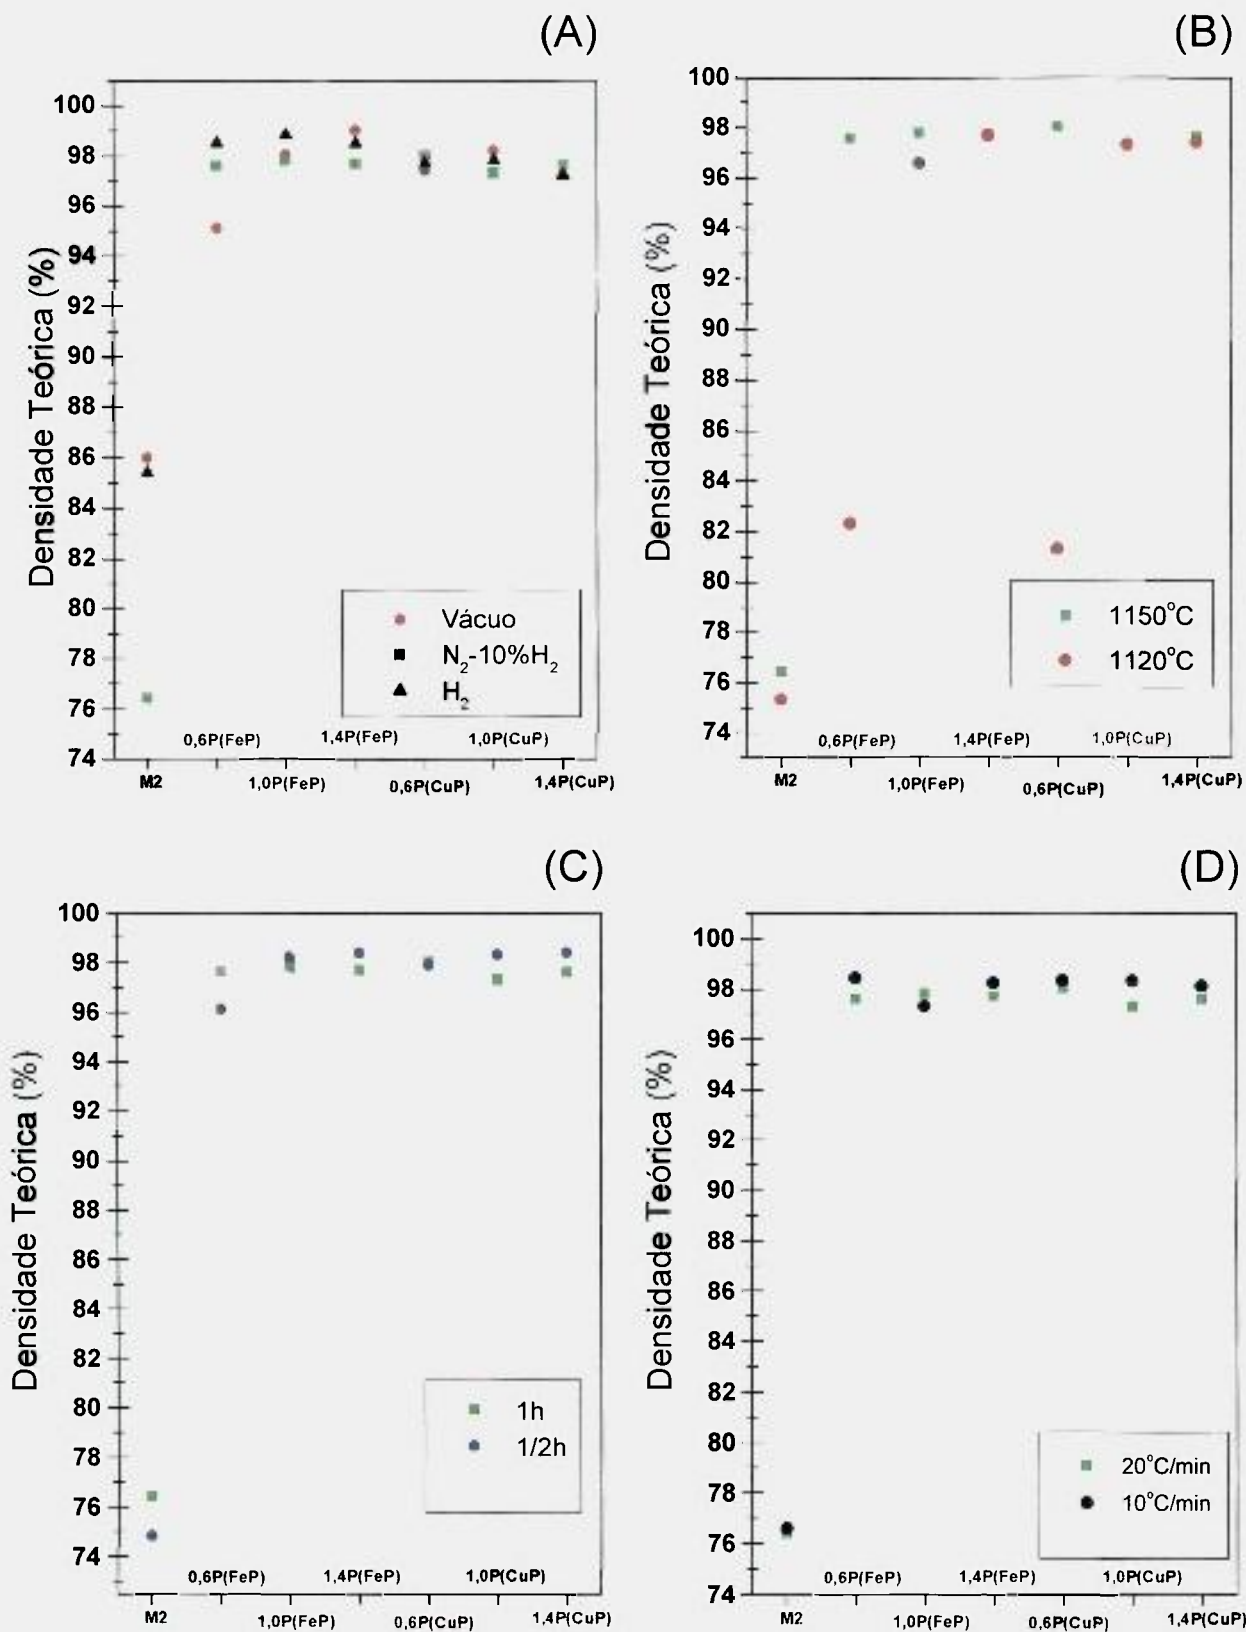 (A)
Densidade Teórica (%)
100
98
96
94
92
90
88
86
84
82
80
78
76
74
Vácuo
N₂-10%H₂
H₂
0,6P(FeP) 1,4P(FeP) 1,0P(CuP)
M2 1,0P(FeP) 0,6P(CuP) 1,4P(CuP)
(B)
Densidade Teórica (%)
100
98
96
94
92
90
88
86
84
82
80
78
76
74
1150°C
1120°C
0,6P(FeP) 1,4P(FeP) 1,0P(CuP)
M2 1,0P(FeP) 0,6P(CuP) 1,4P(CuP)
(C)
Densidade Teórica (%)
100
98
96
94
92
90
88
86
84
82
80
78
76
74
1h
1/2h
0,6P(FeP) 1,4P(FeP) 1,0P(CuP)
M2 1,0P(FeP) 0,6P(CuP) 1,4P(CuP)
(D)
Densidade Teórica (%)
100
98
96
94
92
90
88
86
84
82
80
78
76
74
20°C/min
10°C/min
0,6P(FeP) 1,4P(FeP) 1,0P(CuP)
M2 1,0P(FeP) 0,6P(CuP) 1,4P(CuP)